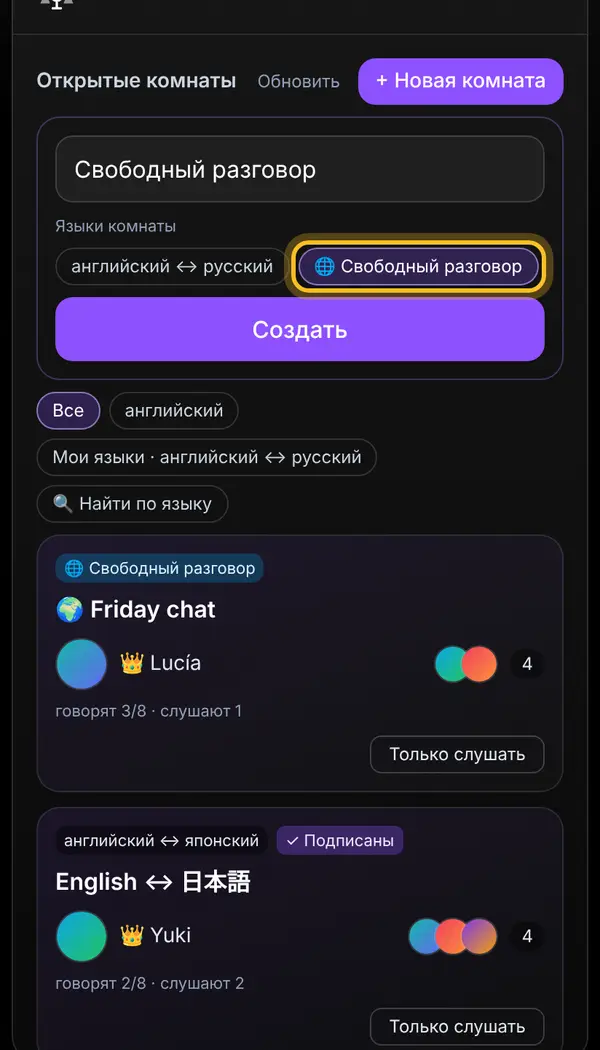 Открытые комнаты Обновить + Новая комната
Свободный разговор
Языки комнаты
английский ↔ русский 🌐 Свободный разговор
Создать
Все английский
Мои языки · английский ↔ русский
🔍 Найти по языку
🌐 Свободный разговор
🌍 Friday chat
👑 Lucía 4
говорят 3/8 · слушают 1
Только слушать
английский ↔ японский ✓ Подписаны
English ↔ 日本語
👑 Yuki 4
говорят 2/8 · слушают 2
Только слушать